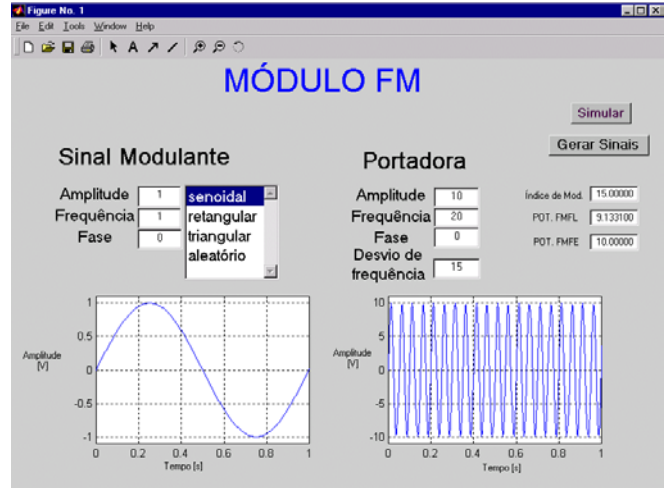 Figure No. 1
File Edit Tools Window Help
MÓDULO FM
Simular
Gerar Sinais
Sinal Modulante
Portadora
Amplitude 1
Frequência 1
Fase 0
senoidal
retangular
triangular
aleatório
Amplitude 10
Frequência 20
Fase 0
Desvio de
frequência 15
Índice de Mod. 15.00000
POT. FMFL 9.133100
POT. FMFE 10.00000
1
0.5
0
-0.5
-1
Amplitude
[V]
0 0.2 0.4 0.6 0.8 1
Tempo [s]
10
5
0
-5
-10
Amplitude
[V]
0 0.2 0.4 0.6 0.8 1
Tempo [s]